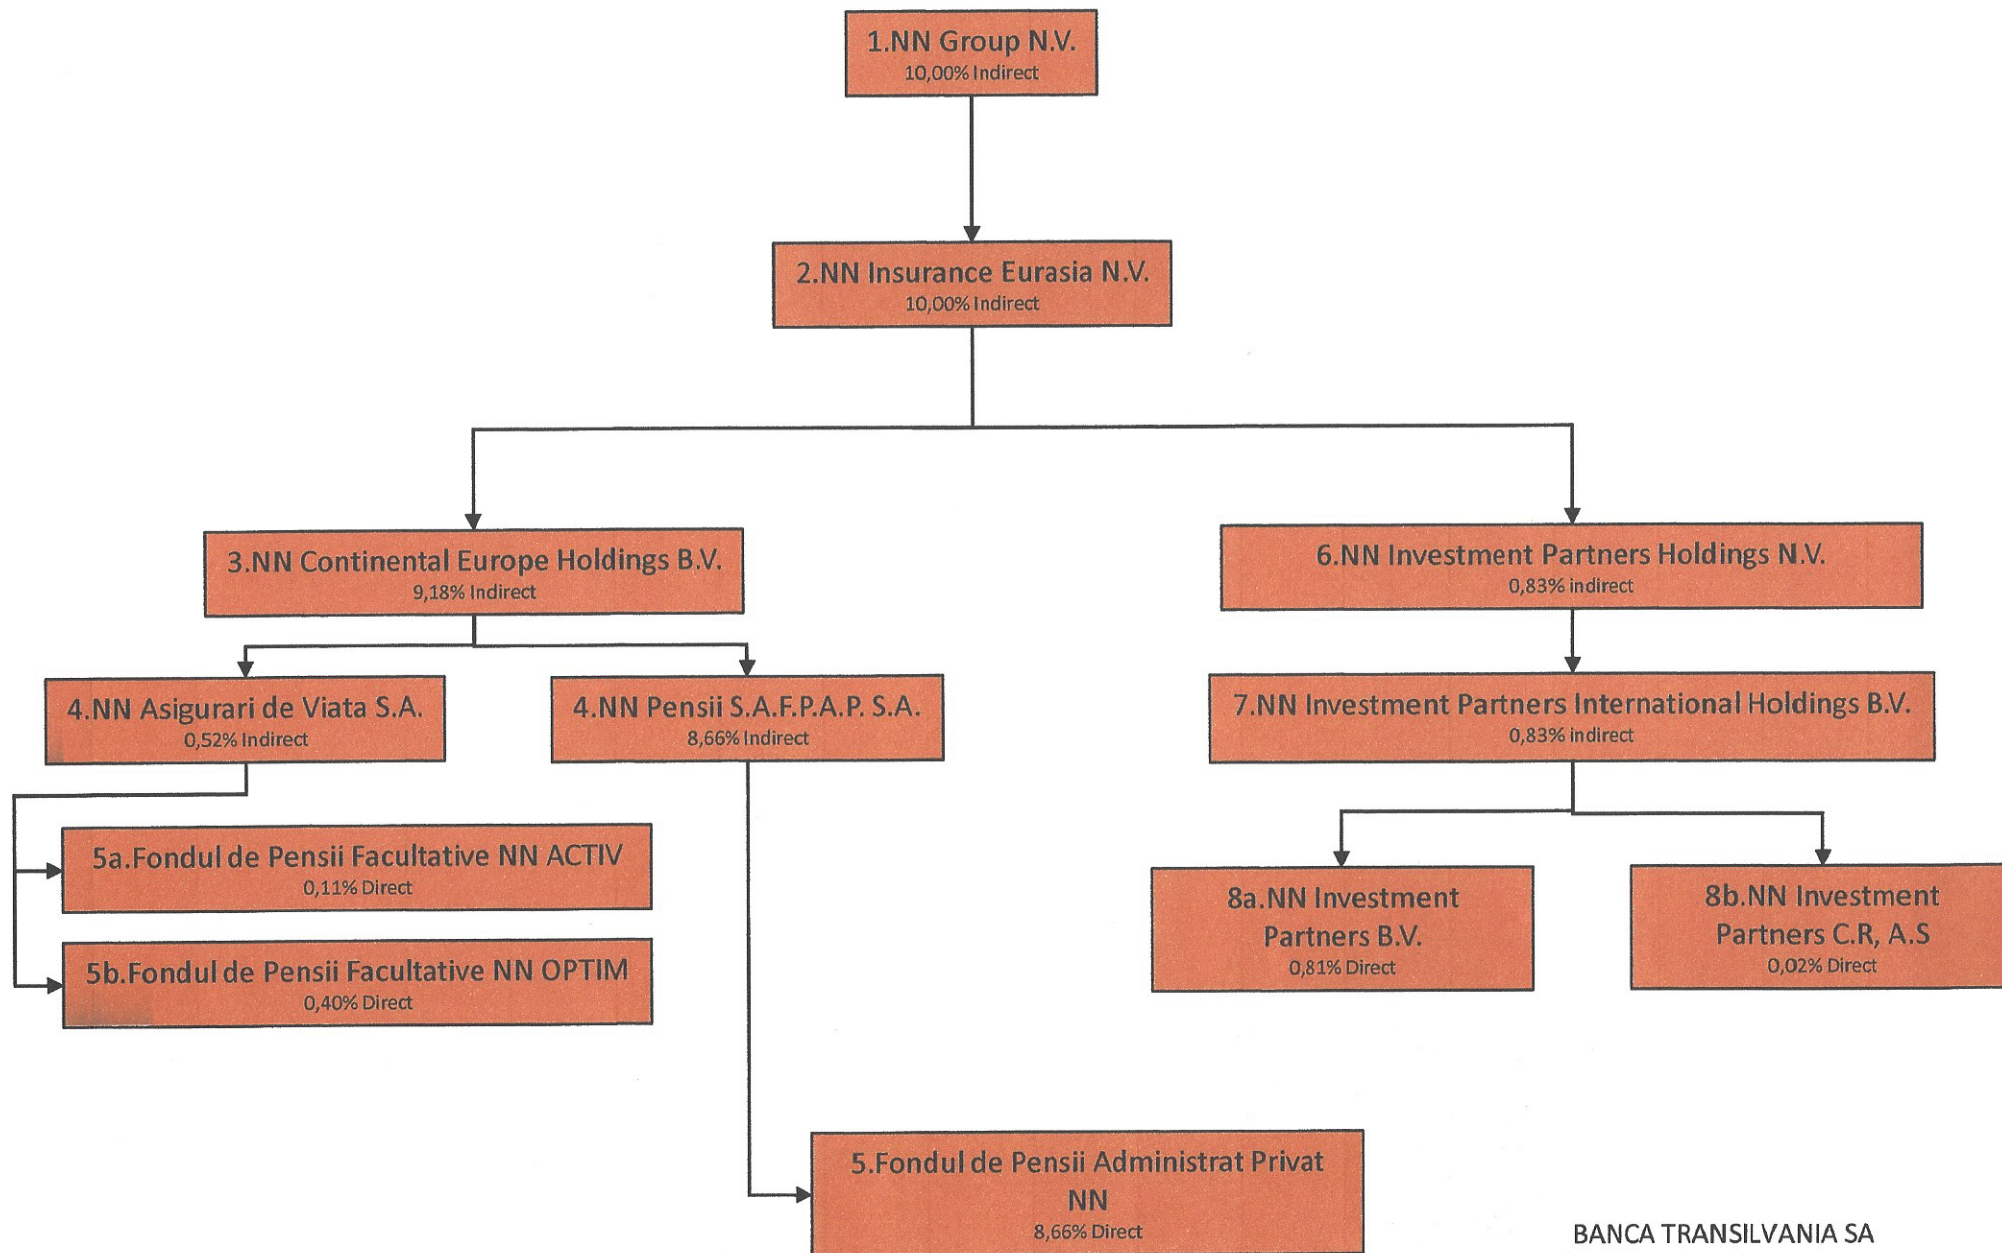 1.NN Group N.V.
10,00% Indirect
2.NN Insurance Eurasia N.V.
10,00% Indirect
3.NN Continental Europe Holdings B.V.
9,18% Indirect
6.NN Investment Partners Holdings N.V.
0,83% indirect
4.NN Asigurari de Viata S.A.
0,52% Indirect
4.NN Pensii S.A.F.P.A.P. S.A.
8,66% Indirect
7.NN Investment Partners International Holdings B.V.
0,83% indirect
5a.Fondul de Pensii Facultative NN ACTIV
0,11% Direct
5b.Fondul de Pensii Facultative NN OPTIM
0,40% Direct
8a.NN Investment
Partners B.V.
0,81% Direct
8b.NN Investment
Partners C.R, A.S
0,02% Direct
5.Fondul de Pensii Administrat Privat
NN
8,66% Direct
BANCA TRANSILVANIA SA